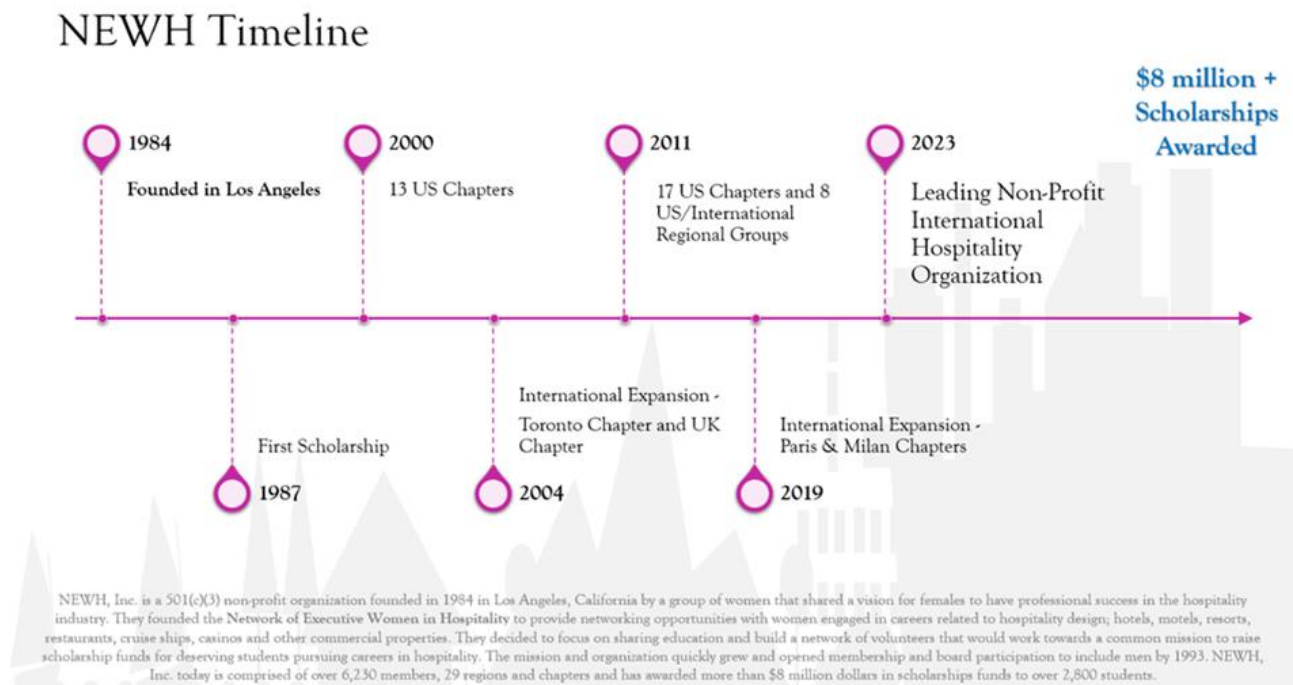 NEWH Timeline
$8 million +
Scholarships
Awarded
1984
Founded in Los Angeles
2000
13 US Chapters
2011
17 US Chapters and 8
US/International
Regional Groups
2023
Leading Non-Profit
International
Hospitality
Organization
First Scholarship
1987
International Expansion -
Toronto Chapter and UK
Chapter
2004
International Expansion -
Paris & Milan Chapters
2019
NEWH, Inc. is a 501(c)(3) non-profit organization founded in 1984 in Los Angeles, California by a group of women that shared a vision for females to have professional success in the hospitality
industry. They founded the Network of Executive Women in Hospitality to provide networking opportunities with women engaged in careers related to hospitality design; hotels, motels, resorts,
restaurants, cruise ships, casinos and other commercial properties. They decided to focus on sharing education and build a network of volunteers that would work towards a common mission to raise
scholarship funds for deserving students pursuing careers in hospitality. The mission and organization quickly grew and opened membership and board participation to include men by 1993. NEWH,
Inc. today is comprised of over 6,230 members, 29 regions and chapters and has awarded more than $8 million dollars in scholarships funds to over 2,800 students.